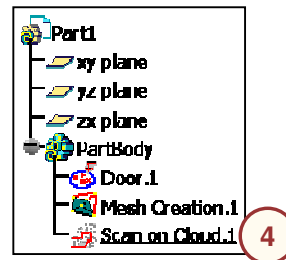 Part1
xy plane
yz plane
zx plane
PartBody
Door.1
Mesh Creation.1
Scan on Cloud.1
4